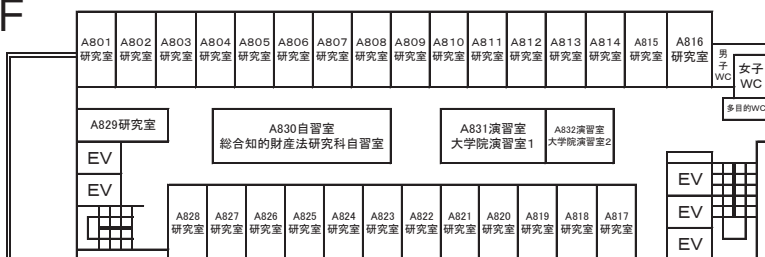 F
A801
研究室
A802
研究室
A803
研究室
A804
研究室
A805
研究室
A806
研究室
A807
研究室
A808
研究室
A809
研究室
A810
研究室
A811
研究室
A812
研究室
A813
研究室
A814
研究室
A815
研究室
A816
研究室
男子
WC
女子
WC
多目的WC
A829研究室
A830自習室
総合知的財産法研究科自習室
A831演習室
大学院演習室1
A832演習室
大学院演習室2
EV
EV
A828
研究室
A827
研究室
A826
研究室
A825
研究室
A824
研究室
A823
研究室
A822
研究室
A821
研究室
A820
研究室
A819
研究室
A818
研究室
A817
研究室
EV
EV
EV